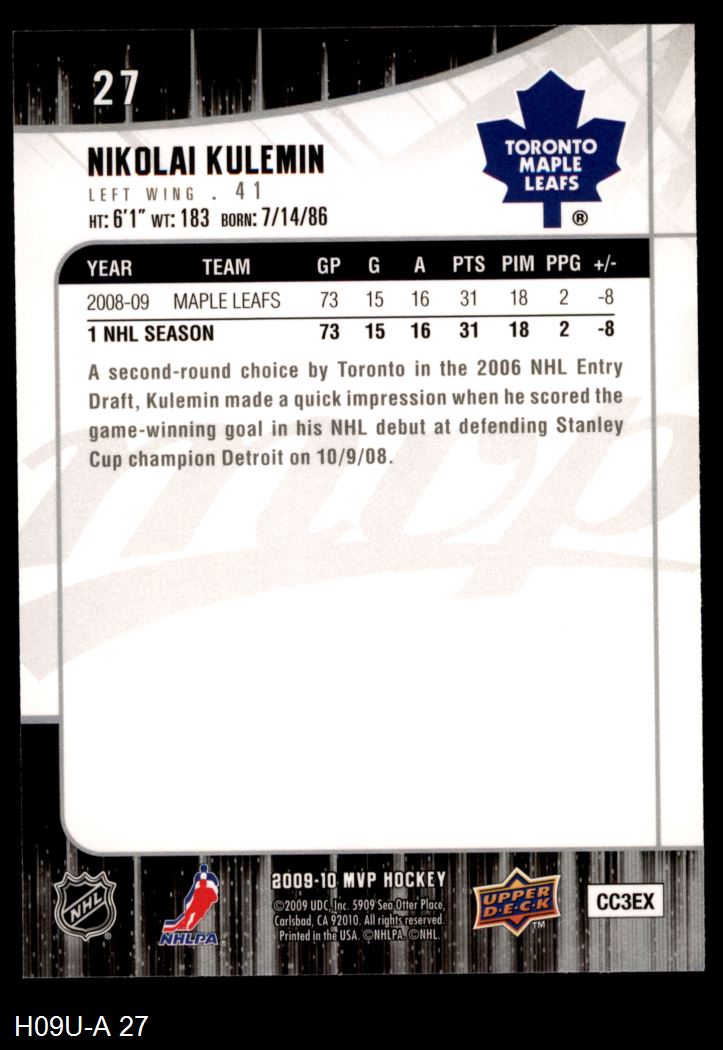 27
TORONTO
MAPLE
LEAFS
®
NIKOLAI KULEMIN
LEFT WING . 41
HT: 6'1" WT: 183 BORN: 7/14/86
YEAR TEAM GP G A PTS PIM PPG +/-
2008-09 MAPLE LEAFS 73 15 16 31 18 2 -8
1 NHL SEASON 73 15 16 31 18 2 -8
A second-round choice by Toronto in the 2006 NHL Entry
Draft, Kulemin made a quick impression when he scored the
game-winning goal in his NHL debut at defending Stanley
Cup champion Detroit on 10/9/08.
mvp
NHL
NHLPA
2009-10 MVP HOCKEY
©2009 UDC, Inc. 5909 Sea Otter Place,
Carlsbad, CA 92010. All rights reserved.
Printed in the USA. ©NHLPA. ©NHL.
UPPER
D·E·C·K
TM
CC3EX
H09U-A 27